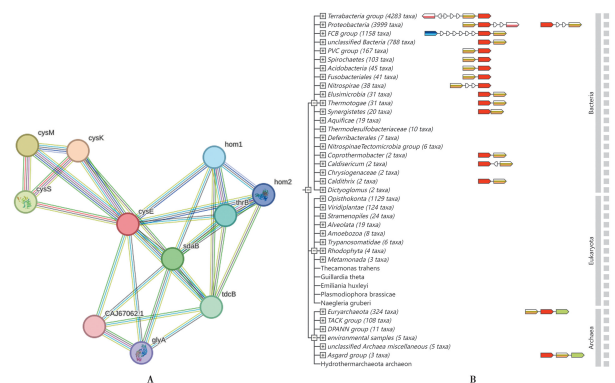 cysM
cysK
cysS
cysE
hom1
hom2
thrB
sdaB
tdcB
CAJ67062.1
glyA
A
Terrabacteria group (4283 taxa)
Proteobacteria (3999 taxa)
FCB group (1158 taxa)
unclassified Bacteria (788 taxa)
PVC group (167 taxa)
Spirochaetes (103 taxa)
Acidobacteria (45 taxa)
Fusobacteriales (41 taxa)
Nitrospirae (38 taxa)
Elusimicrobia (31 taxa)
Thermotogae (31 taxa)
Synergistetes (20 taxa)
Aquificae (19 taxa)
Thermodesulfobacteriaceae (10 taxa)
Deferribacterales (7 taxa)
NitrospinaeTectomicrobia group (6 taxa)
Coprothermobacter (2 taxa)
Caldisericum (2 taxa)
Chrysiogenaceae (2 taxa)
Caldithrix (2 taxa)
Dictyoglomus (2 taxa)
Opisthokonta (1129 taxa)
Viridiplantae (124 taxa)
Stramenopiles (24 taxa)
Alveolata (19 taxa)
Amoebozoa (8 taxa)
Trypanosomatidae (6 taxa)
Rhodophyta (4 taxa)
Metamonada (3 taxa)
Thecamonas trahens
Guillardia theta
Emiliania huxleyi
Plasmodiophora brassicae
Naegleria gruberi
Euryarchaeota (324 taxa)
TACK group (108 taxa)
DPANN group (11 taxa)
environmental samples (5 taxa)
unclassified Archaea miscellaneous (5 taxa)
Asgard group (3 taxa)
Hydrothermarchaeota archaeon
Bacteria
Eukaryota
Archaea
B